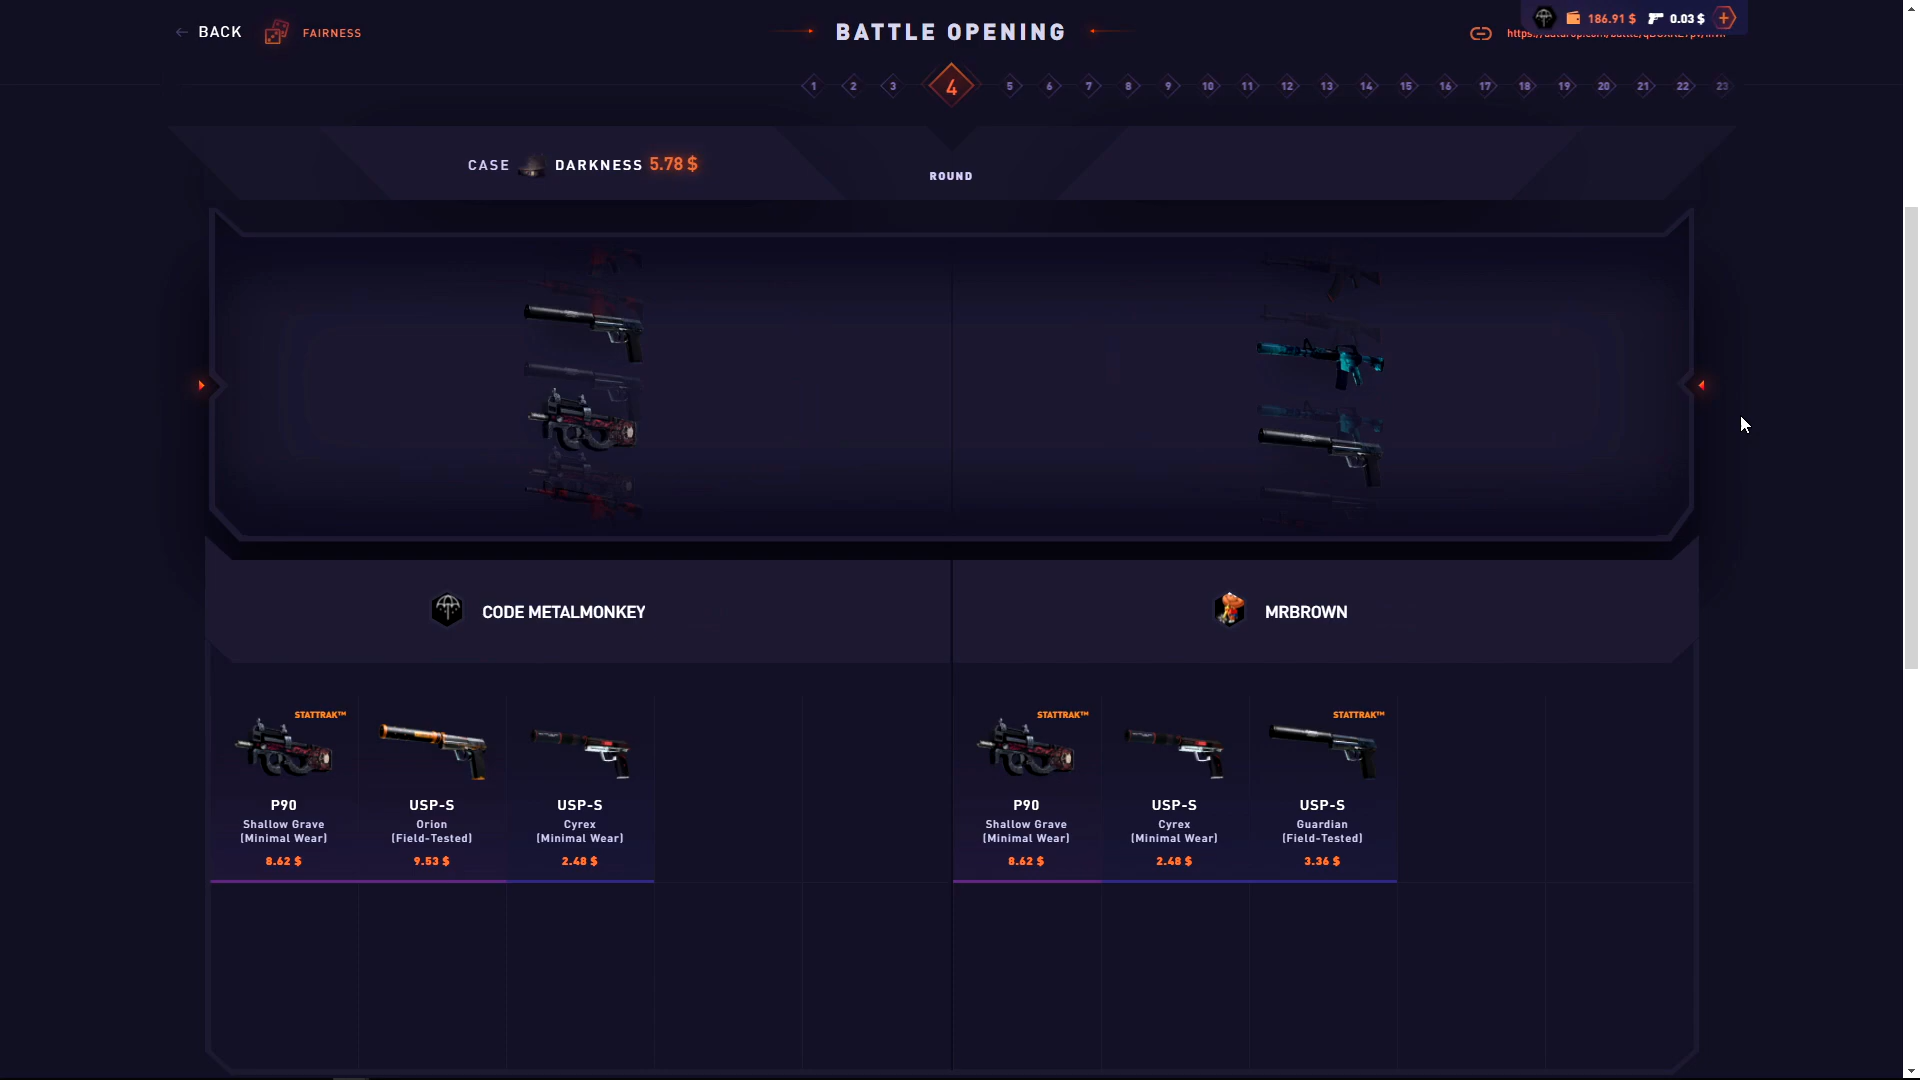 BACK
FAIRNESS
BATTLE OPENING
186.91 $
0.03 $
1 2 3 4 5 6 7 8 9 10 11 12 13 14 15 16 17 18 19 20 21 22 23
CASE DARKNESS 5.78 $
ROUND
CODE METALMONKEY
MRBROWN
STATTRAK™
P90
Shallow Grave
(Minimal Wear)
8.62 $
USP-S
Orion
(Field-Tested)
9.53 $
USP-S
Cyrex
(Minimal Wear)
2.48 $
STATTRAK™
P90
Shallow Grave
(Minimal Wear)
8.62 $
USP-S
Cyrex
(Minimal Wear)
2.48 $
STATTRAK™
USP-S
Guardian
(Field-Tested)
3.36 $